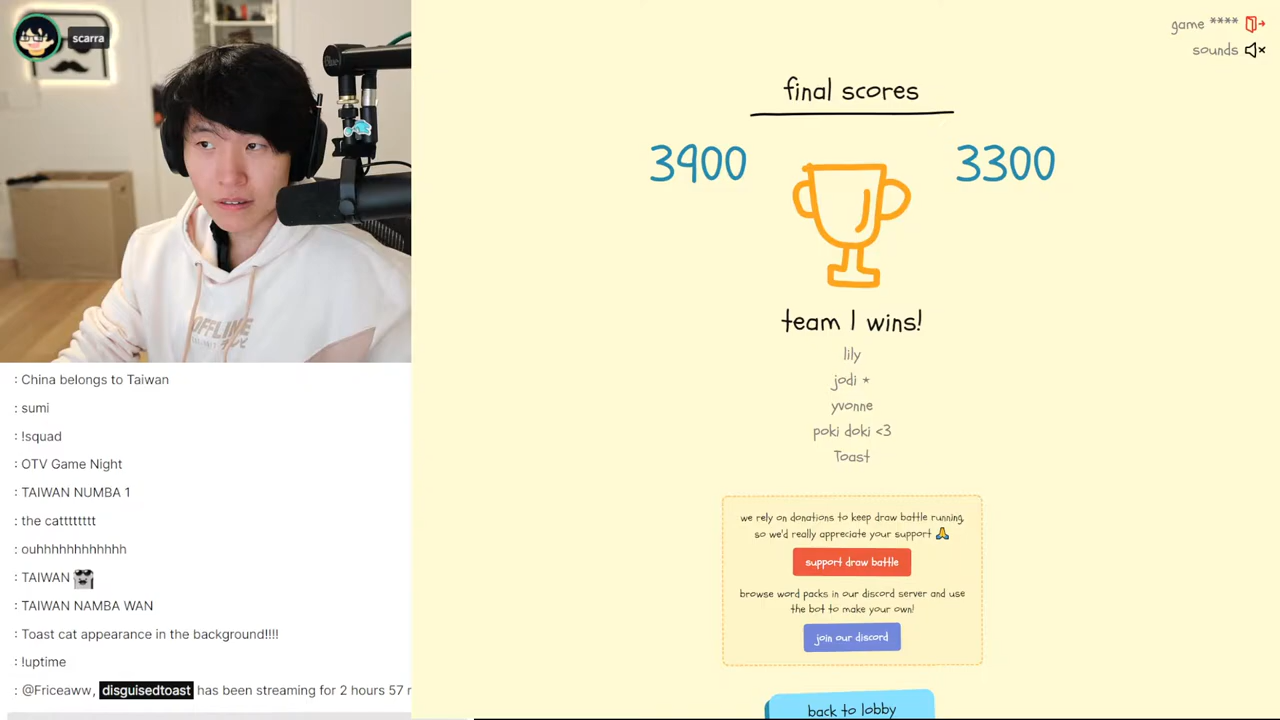 scarra
OFFLINE
: China belongs to Taiwan
: sumi
: !squad
: OTV Game Night
: TAIWAN NUMBA 1
: the catttttttt
: ouhhhhhhhhhhh
: TAIWAN
: TAIWAN NAMBA WAN
: Toast cat appearance in the background!!!!
: !uptime
: @Friceaww, disguisedtoast has been streaming for 2 hours 57
game ****
sounds
final scores
3900
3300
team 1 wins!
lily
jodi *
yvonne
poki doki <3
Toast
we rely on donations to keep draw battle running,
so we'd really appreciate your support 🙏
support draw battle
browse word packs in our discord server and use
the bot to make your own!
join our discord
back to lobby